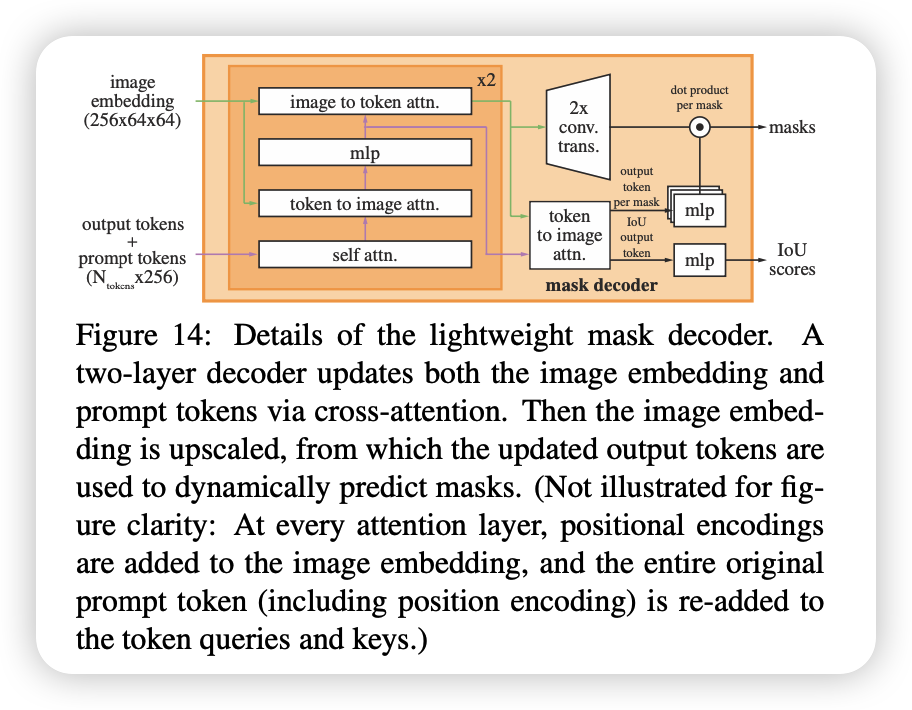 image
embedding
(256x64x64)
output tokens
+
prompt tokens
(Ntokensx256)
x2
image to token attn.
mlp
token to image attn.
self attn.
2x
conv.
trans.
token
to image
attn.
output
token
per mask
IoU
output
token
dot product
per mask
mlp
mlp
masks
IoU
scores
mask decoder
Figure 14: Details of the lightweight mask decoder. A
two-layer decoder updates both the image embedding and
prompt tokens via cross-attention. Then the image embed-
ding is upscaled, from which the updated output tokens are
used to dynamically predict masks. (Not illustrated for fig-
ure clarity: At every attention layer, positional encodings
are added to the image embedding, and the entire original
prompt token (including position encoding) is re-added to
the token queries and keys.)